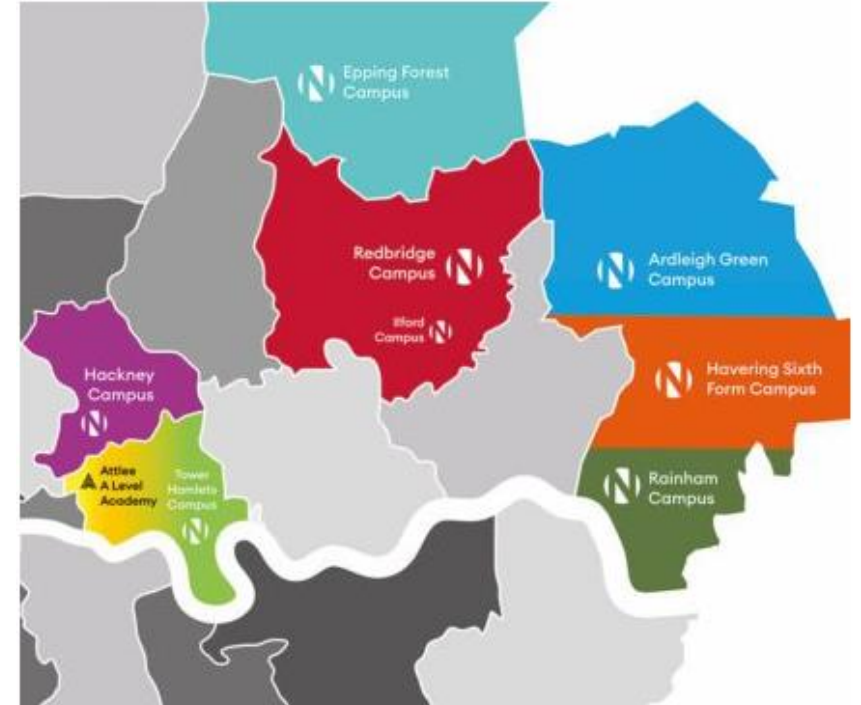 Epping Forest
Campus
Redbridge
Campus
Ilford
Campus
Ardleigh Green
Campus
Hackney
Campus
Havering Sixth
Form Campus
Attlee
A Level
Academy
Tower
Hamlets
Campus
Rainham
Campus